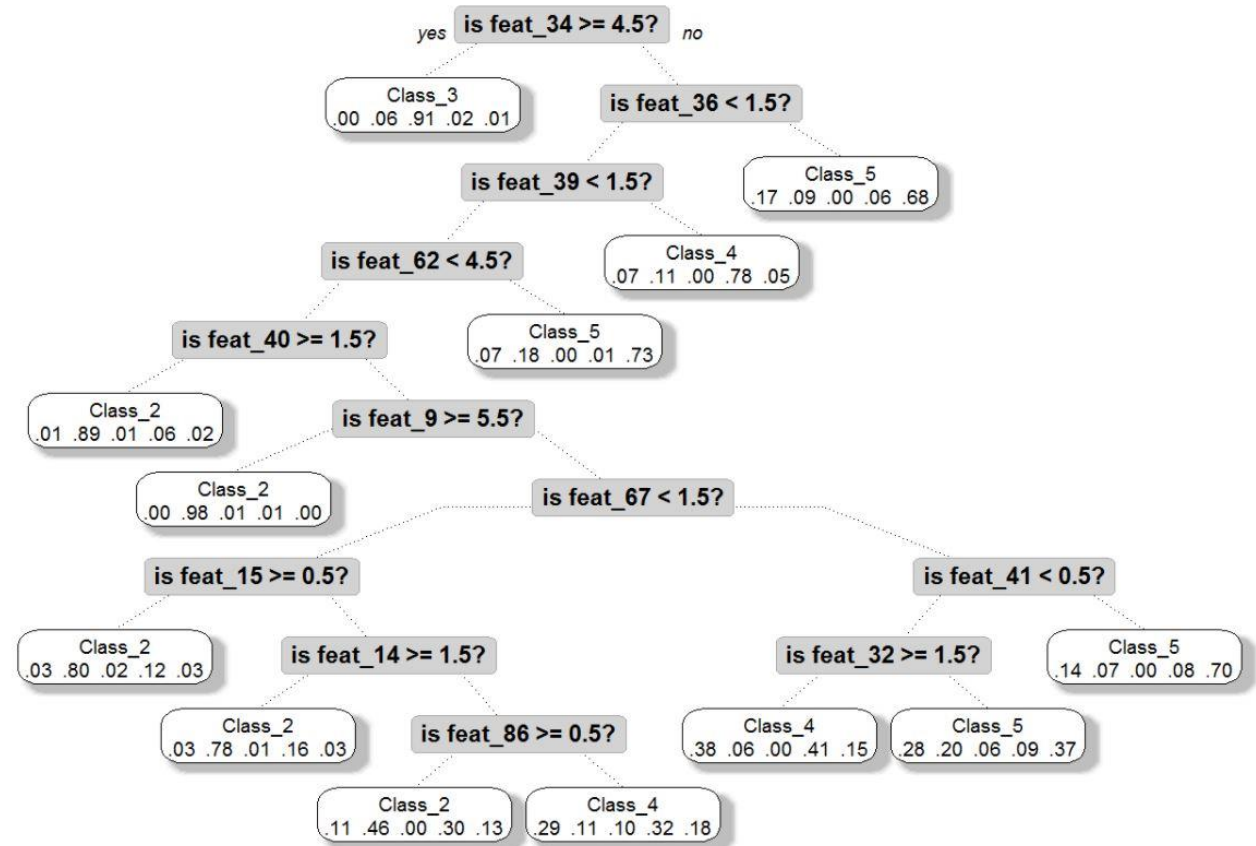 yes is feat_34 >= 4.5? no
Class_3
.00 .06 .91 .02 .01
is feat_36 < 1.5?
is feat_39 < 1.5?
Class_5
.17 .09 .00 .06 .68
is feat_62 < 4.5?
Class_4
.07 .11 .00 .78 .05
is feat_40 >= 1.5?
Class_5
.07 .18 .00 .01 .73
Class_2
.01 .89 .01 .06 .02
is feat_9 >= 5.5?
Class_2
.00 .98 .01 .01 .00
is feat_67 < 1.5?
is feat_15 >= 0.5?
is feat_41 < 0.5?
Class_2
.03 .80 .02 .12 .03
is feat_14 >= 1.5?
is feat_32 >= 1.5?
Class_5
.14 .07 .00 .08 .70
Class_2
.03 .78 .01 .16 .03
is feat_86 >= 0.5?
Class_4
.38 .06 .00 .41 .15
Class_5
.28 .20 .06 .09 .37
Class_2
.11 .46 .00 .30 .13
Class_4
.29 .11 .10 .32 .18